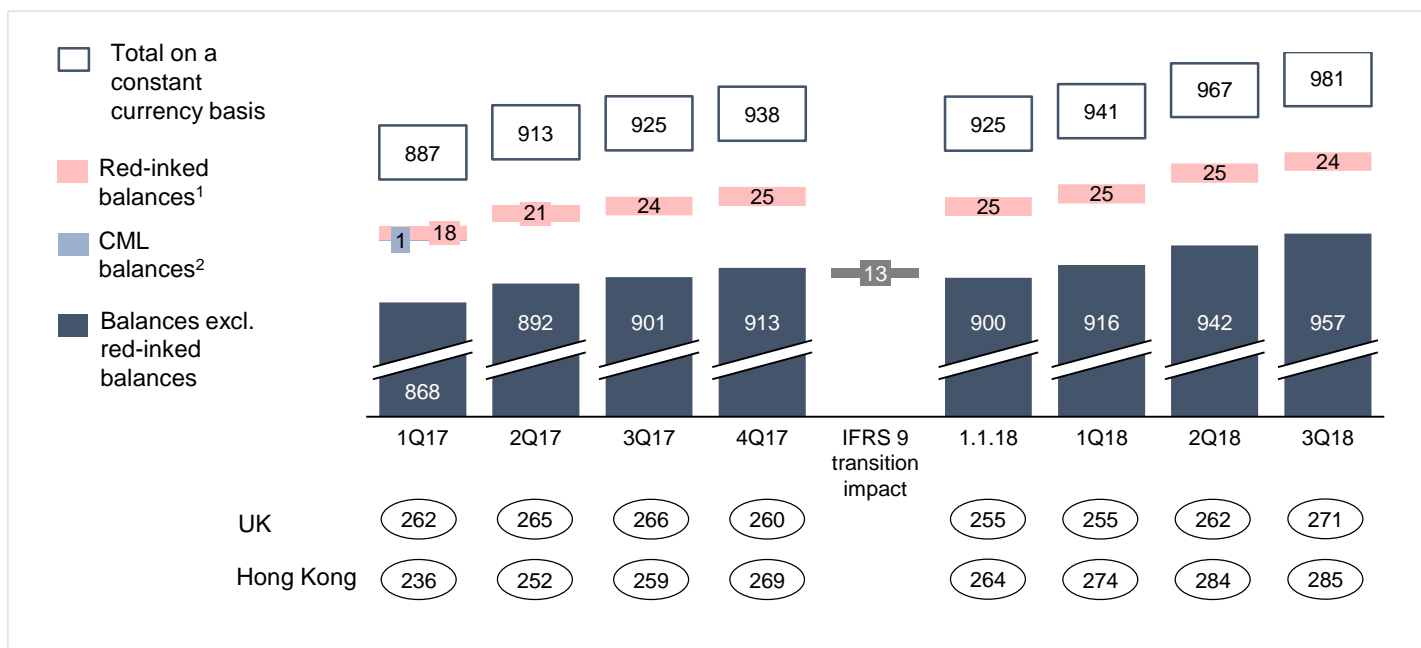 Total on a
constant
currency basis
Red-inked
balances1
CML
balances2
Balances excl.
red-inked
balances
887 913 925 938 925 941 967 981
1 18 21 24 25 25 25 25 24
13
868 892 901 913 900 916 942 957
1Q17 2Q17 3Q17 4Q17 IFRS 9 1.1.18 1Q18 2Q18 3Q18
transition
impact
UK 262 265 266 260 255 255 262 271
Hong Kong 236 252 259 269 264 274 284 285